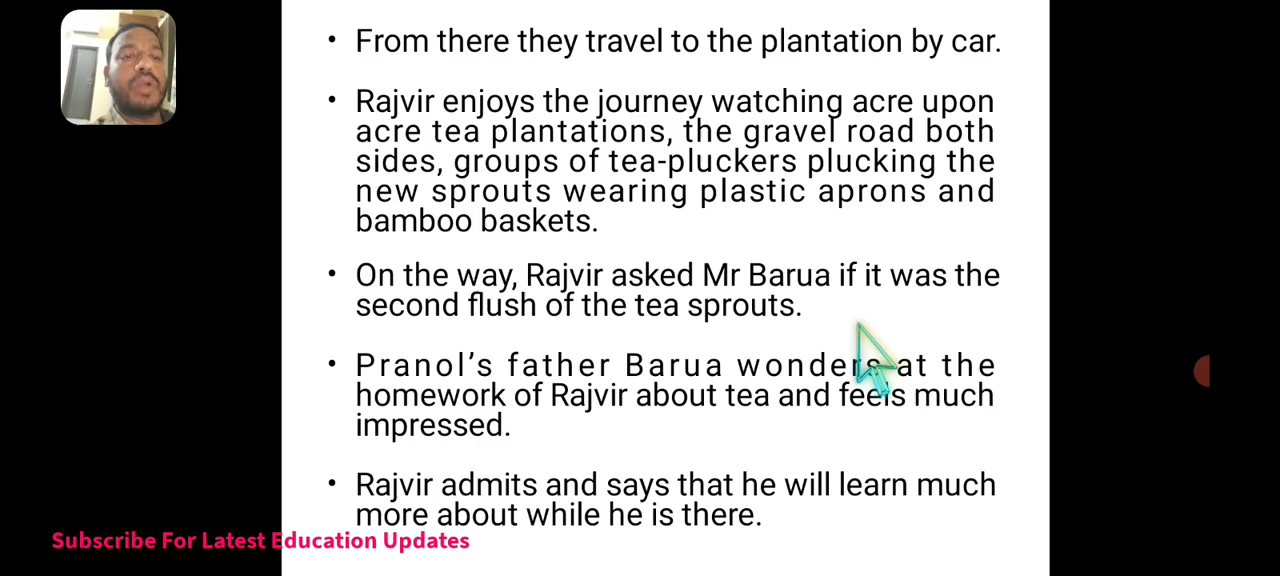 • From there they travel to the plantation by car.
• Rajvir enjoys the journey watching acre upon
acre tea plantations, the gravel road both
sides, groups of tea-pluckers plucking the
new sprouts wearing plastic aprons and
bamboo baskets.
• On the way, Rajvir asked Mr Barua if it was the
second flush of the tea sprouts.
• Pranol’s father Barua wonders at the
homework of Rajvir about tea and feels much
impressed.
• Rajvir admits and says that he will learn much
more about while he is there.
Subscribe For Latest Education Updates